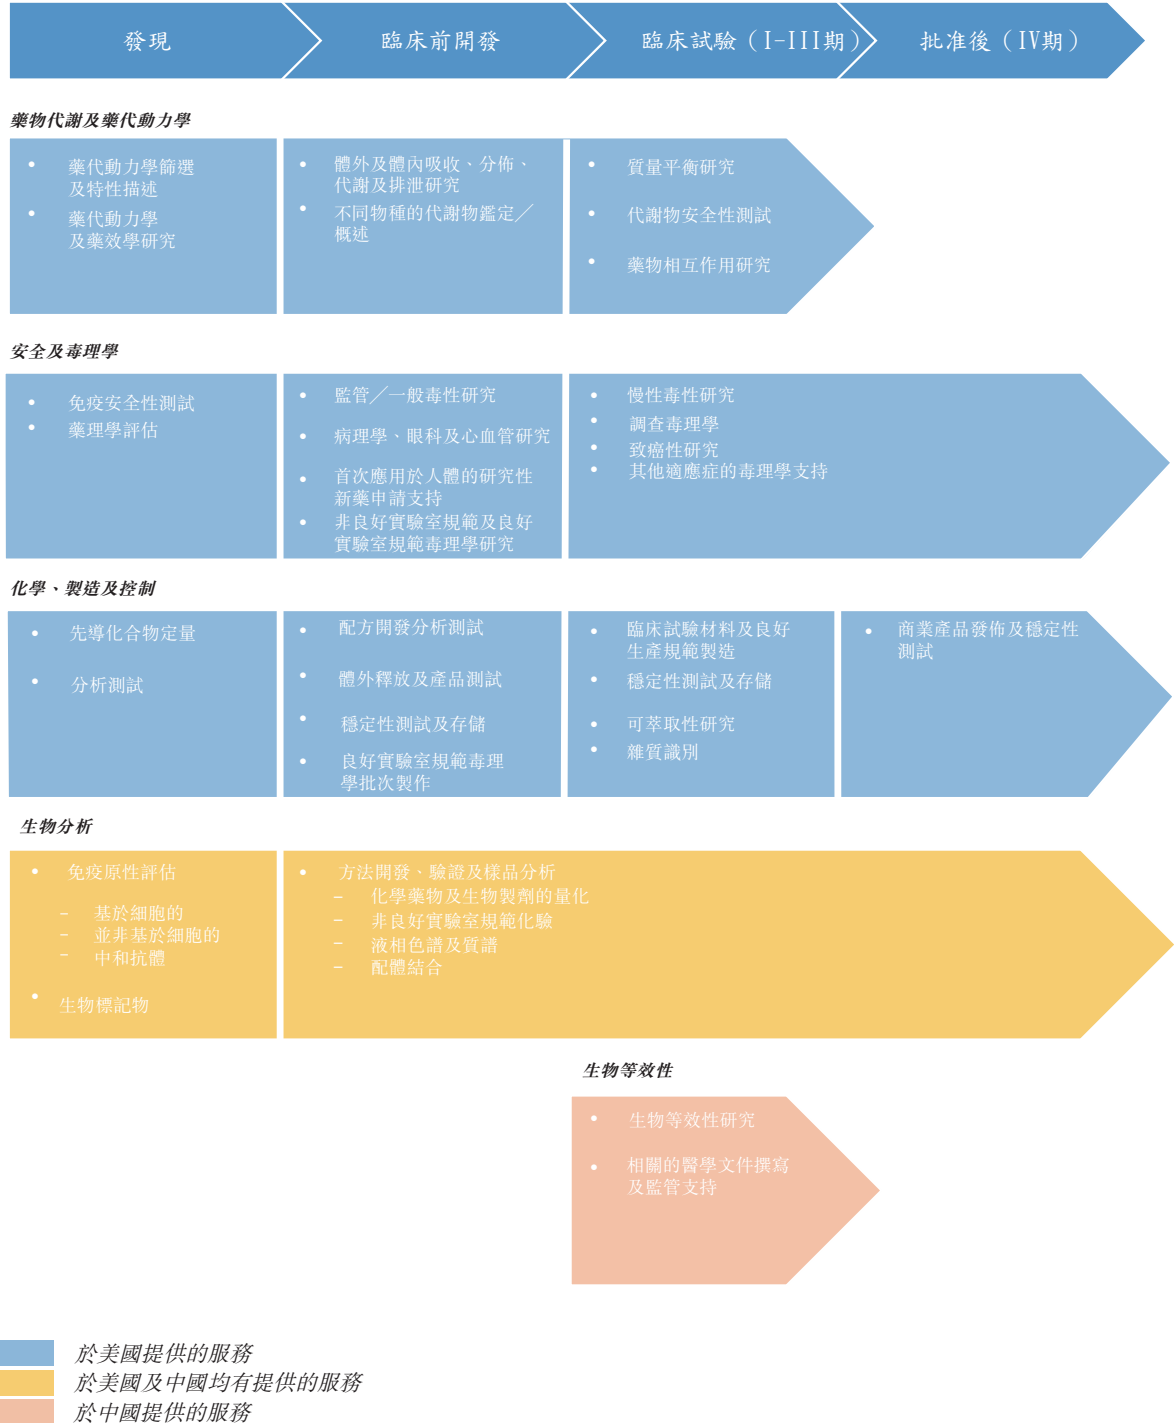 發現
臨床前開發
臨床試驗（I-III期）
批准後（IV期）
藥物代謝及藥代動力學
• 藥代動力學篩選
及特性描述
• 藥代動力學
及藥效學研究
• 體外及體內吸收、分佈、
代謝及排泄研究
• 不同物種的代謝物鑑定／
概述
• 質量平衡研究
• 代謝物安全性測試
• 藥物相互作用研究
安全及毒理學
• 免疫安全性測試
• 藥理學評估
• 監管／一般毒性研究
• 病理學、眼科及心血管研究
• 首次應用於人體的研究性
新藥申請支持
• 非良好實驗室規範及良好
實驗室規範毒理學研究
• 慢性毒性研究
• 調查毒理學
• 致癌性研究
• 其他適應症的毒理學支持
化學、製造及控制
• 先導化合物定量
• 分析測試
• 配方開發分析測試
• 體外釋放及產品測試
• 穩定性測試及存儲
• 良好實驗室規範毒理
學批次製作
• 臨床試驗材料及良好
生產規範製造
• 穩定性測試及存儲
• 可萃取性研究
• 雜質識別
• 商業產品發佈及穩定性
測試
生物分析
• 免疫原性評估
– 基於細胞的
– 並非基於細胞的
– 中和抗體
• 生物標記物
• 方法開發、驗證及樣品分析
– 化學藥物及生物製劑的量化
– 非良好實驗室規範化驗
– 液相色譜及質譜
– 配體結合
生物等效性
• 生物等效性研究
• 相關的醫學文件撰寫
及監管支持
於美國提供的服務
於美國及中國均有提供的服務
於中國提供的服務